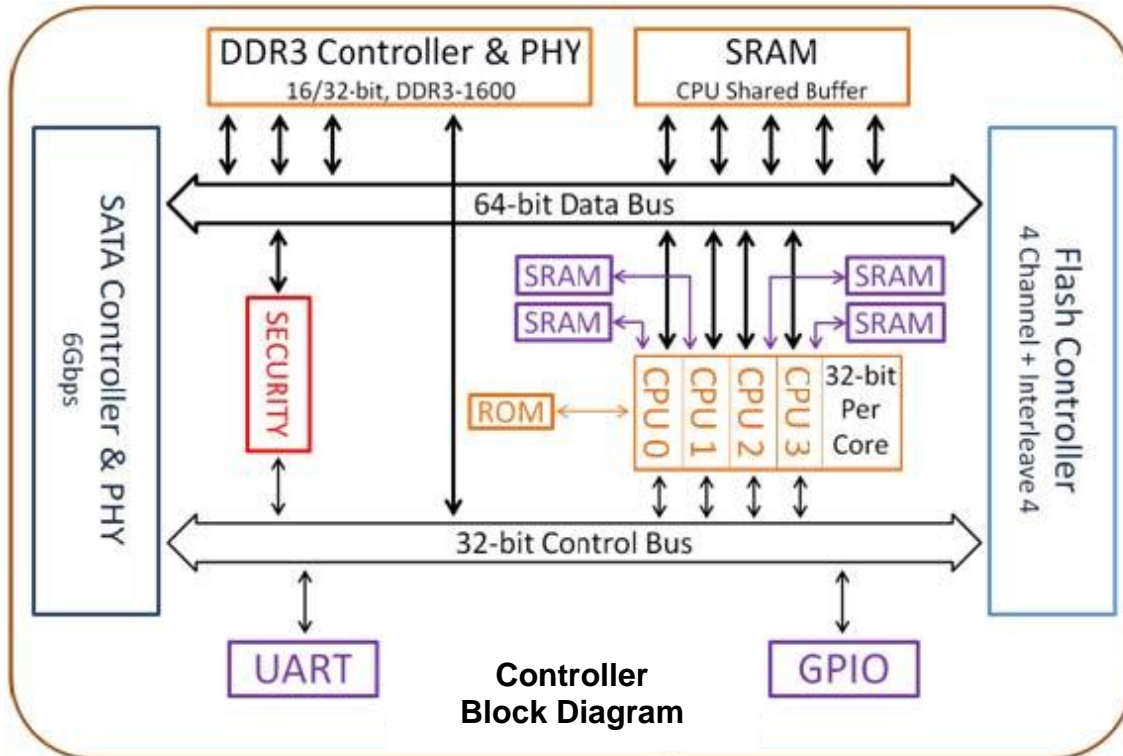 DDR3 Controller & PHY
16/32-bit, DDR3-1600
SRAM
CPU Shared Buffer
SATA Controller & PHY
6Gbps
64-bit Data Bus
Flash Controller
4 Channel + Interleave 4
SECURITY
SRAM
SRAM
SRAM
SRAM
ROM
CPU 0
CPU 1
CPU 2
CPU 3
32-bit
Per
Core
32-bit Control Bus
UART
Controller
Block Diagram
GPIO